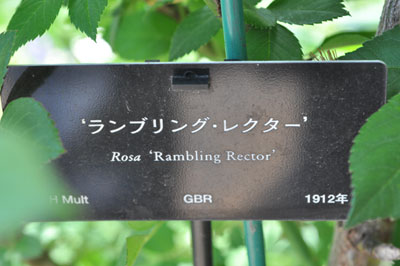 ‘ランブリング・レクター’
Rosa ‘Rambling Rector’
H Mult GBR 1912年